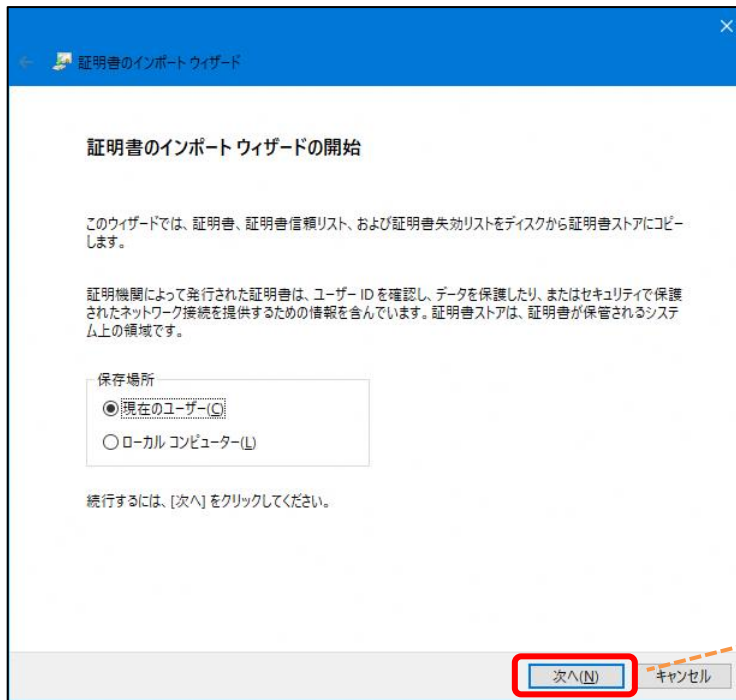 証明書のインポート ウィザード
証明書のインポート ウィザードの開始
このウィザードでは、証明書、証明書信頼リスト、および証明書失効リストをディスクから証明書ストアにコピー
します。
証明機関によって発行された証明書は、ユーザー ID を確認し、データを保護したり、またはセキュリティで保護
されたネットワーク接続を提供するための情報を含んでいます。証明書ストアは、証明書が保管されるシステ
ム上の領域です。
保存場所
現在のユーザー(C)
ローカル コンピューター(L)
続行するには、[次へ] をクリックしてください。
次へ(N) キャンセル